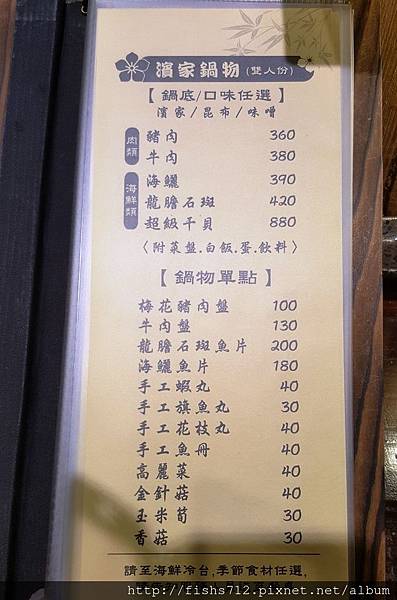 濱家鍋物(雙人份)
【鍋底/口味任選】
濱家/昆布/味噌
肉類
豬肉 360
牛肉 380
海鮮類
海鱺 390
龍膽石斑 420
超級干貝 880
〈附菜盤.白飯.蛋.飲料〉
【鍋物單點】
梅花豬肉盤 100
牛肉盤 130
龍膽石斑魚片 200
海鱺魚片 180
手工蝦丸 40
手工旗魚丸 30
手工花枝丸 40
手工魚冊 40
高麗菜 40
金針菇 40
玉米筍 30
香菇 30
請至海鮮冷台,季節食材任選,
http://fishs712.pixnet.net/album